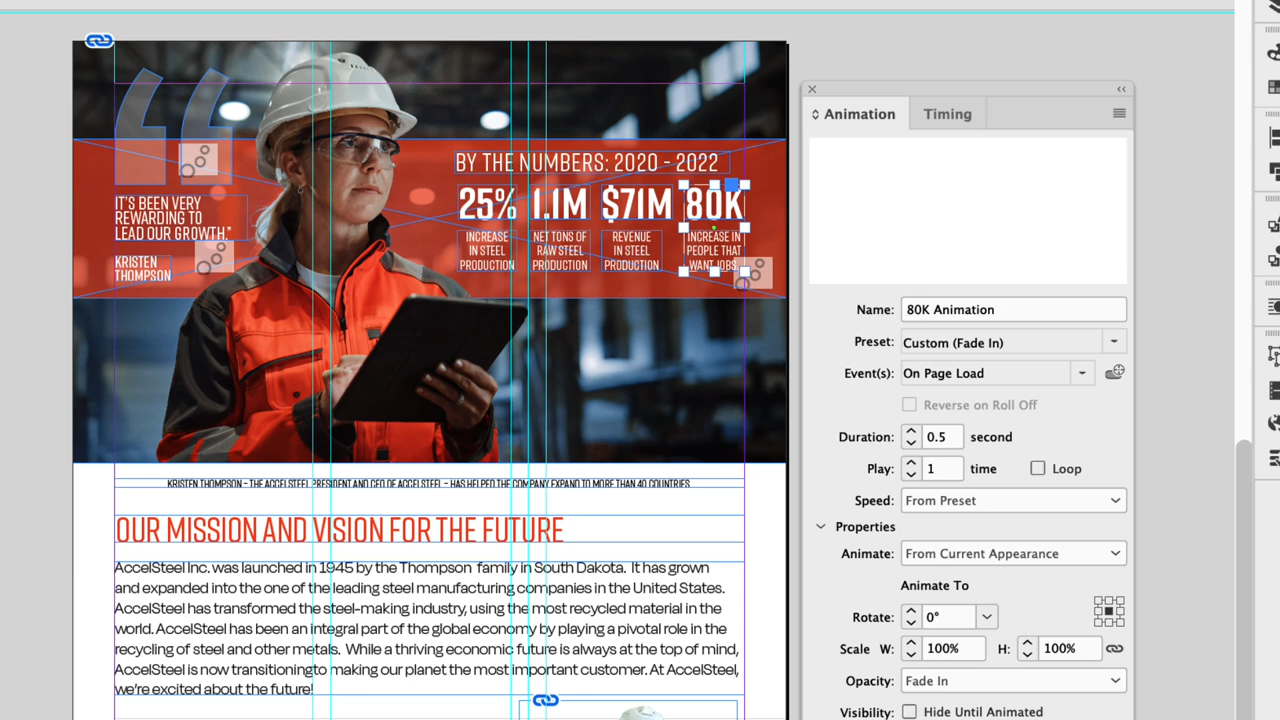 “
IT'S BEEN VERY
REWARDING TO
LEAD OUR GROWTH."
KRISTEN
THOMPSON
BY THE NUMBERS: 2020 - 2022
25% 1.1M $71M 80K
INCREASE
IN STEEL
PRODUCTION
NET TONS OF
RAW STEEL
PRODUCTION
REVENUE
IN STEEL
PRODUCTION
INCREASE IN
PEOPLE THAT
WANT JOBS
KRISTEN THOMPSON - THE ACCELSTEEL PRESIDENT AND CEO OF ACCELSTEEL - HAS HELPED THE COMPANY EXPAND TO MORE THAN 40 COUNTRIES.
OUR MISSION AND VISION FOR THE FUTURE
AccelSteel Inc. was launched in 1945 by the Thompson family in South Dakota. It has grown
and expanded into the one of the leading steel manufacturing companies in the United States.
AccelSteel has transformed the steel-making industry, using the most recycled material in the
world. AccelSteel has been an integral part of the global economy by playing a pivotal role in the
recycling of steel and other metals. While a thriving economic future is always at the top of mind,
AccelSteel is now transitioningto making our planet the most important customer. At AccelSteel,
we're excited about the future!
Animation Timing
Name: 80K Animation
Preset: Custom (Fade In)
Event(s): On Page Load
Reverse on Roll Off
Duration: 0.5 second
Play: 1 time Loop
Speed: From Preset
Properties
Animate: From Current Appearance
Animate To
Rotate: 0°
Scale W: 100% H: 100%
Opacity: Fade In
Visibility: Hide Until Animated